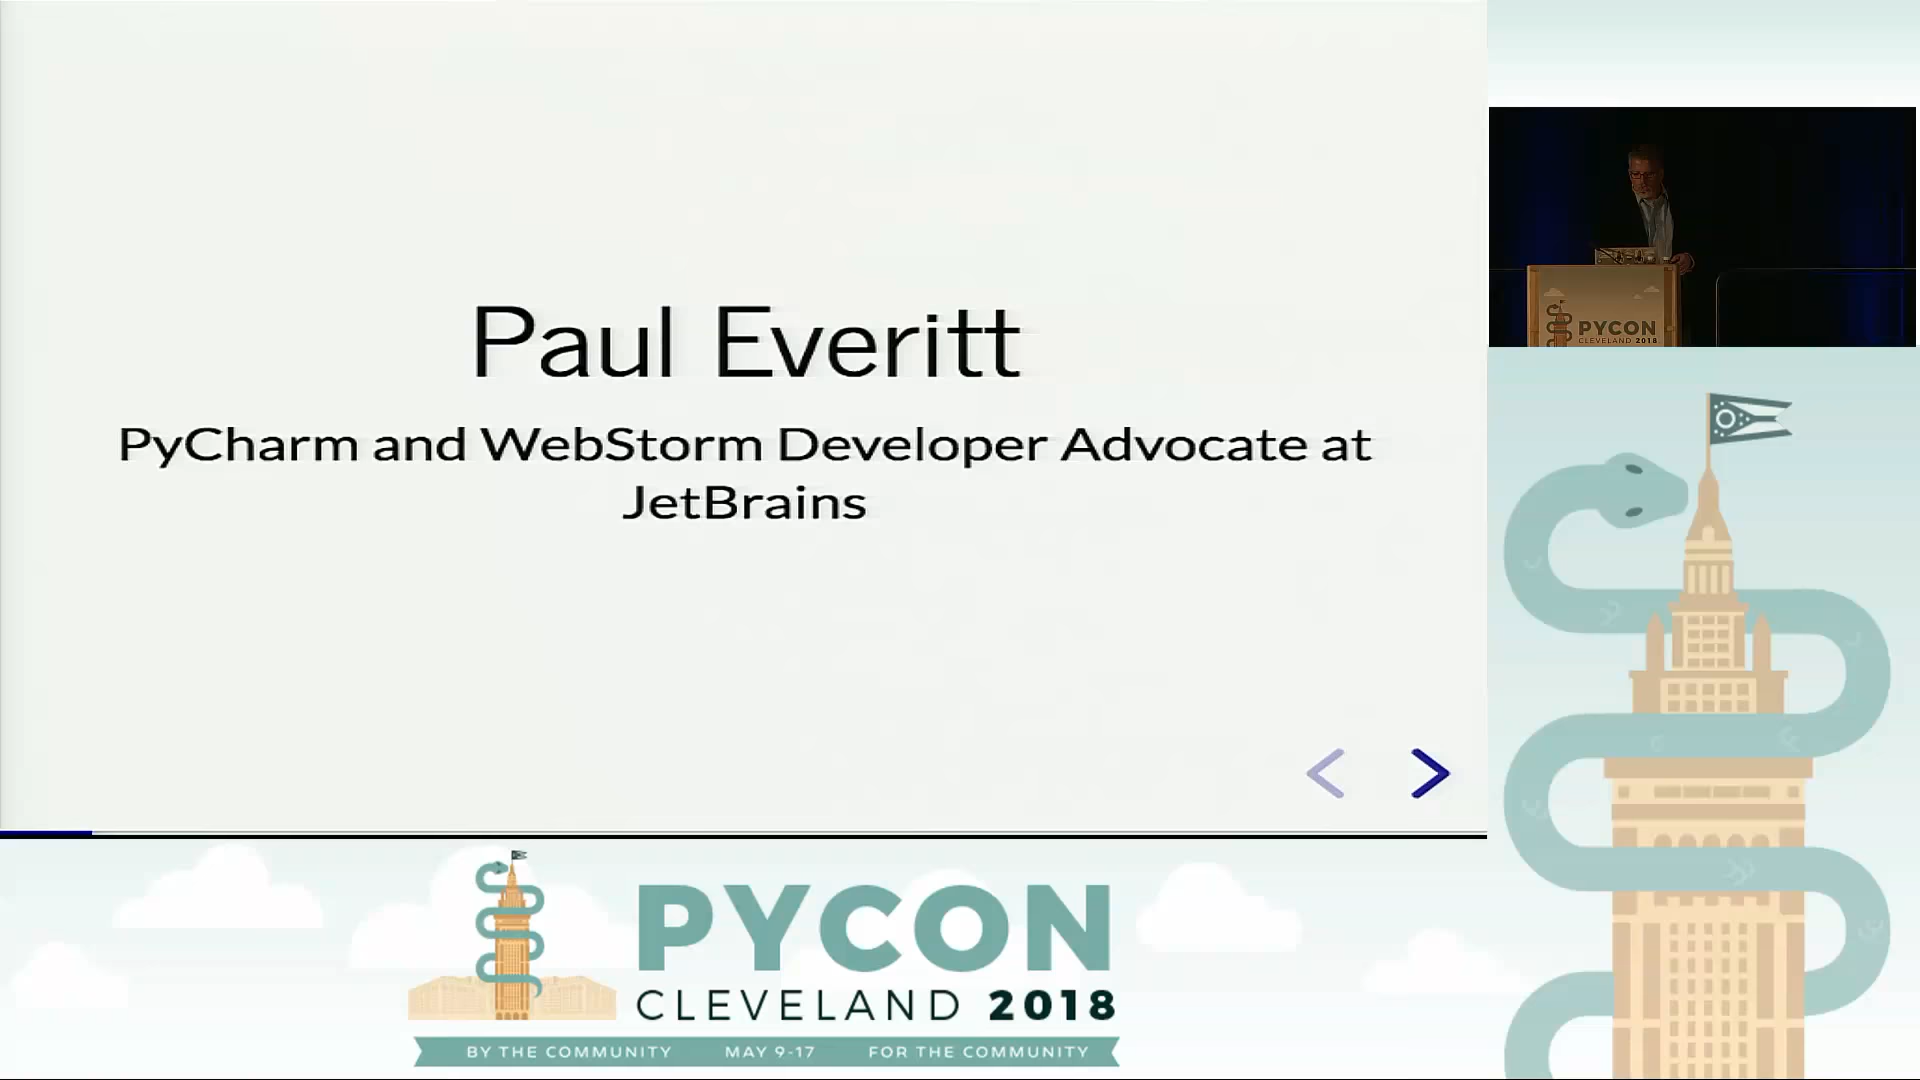 Paul Everitt
PyCharm and WebStorm Developer Advocate at
JetBrains
PYCON
CLEVELAND 2018
PYCON
CLEVELAND 2018
BY THE COMMUNITY MAY 9-17 FOR THE COMMUNITY